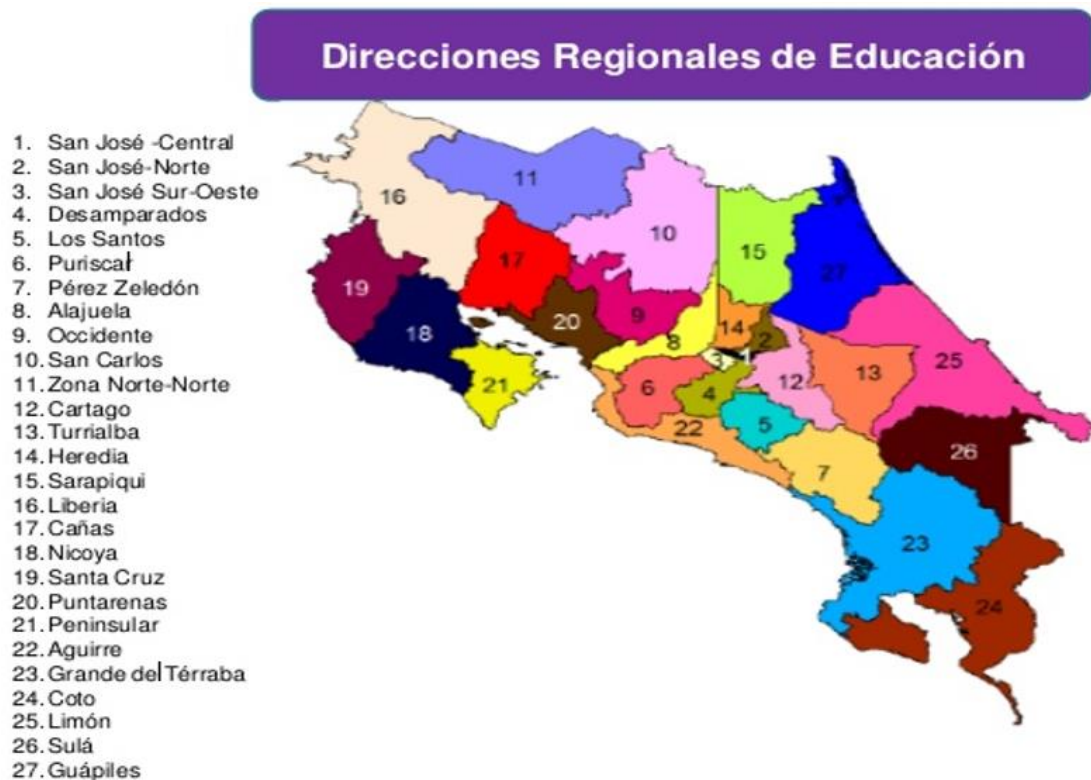 Direcciones Regionales de Educación
1. San José -Central
2. San José-Norte
3. San José Sur-Oeste
4. Desamparados
5. Los Santos
6. Puriscal
7. Pérez Zeledón
8. Alajuela
9. Occidente
10. San Carlos
11. Zona Norte-Norte
12. Cartago
13. Turrialba
14. Heredia
15. Sarapiqui
16. Liberia
17. Cañas
18. Nicoya
19. Santa Cruz
20. Puntarenas
21. Peninsular
22. Aguirre
23. Grande del Térraba
24. Coto
25. Limón
26. Sulá
27. Guápiles
16
11
10
15
27
19
17
18
20
9
8
14
2
3
1
21
6
4
12
13
25
22
5
7
26
23
24